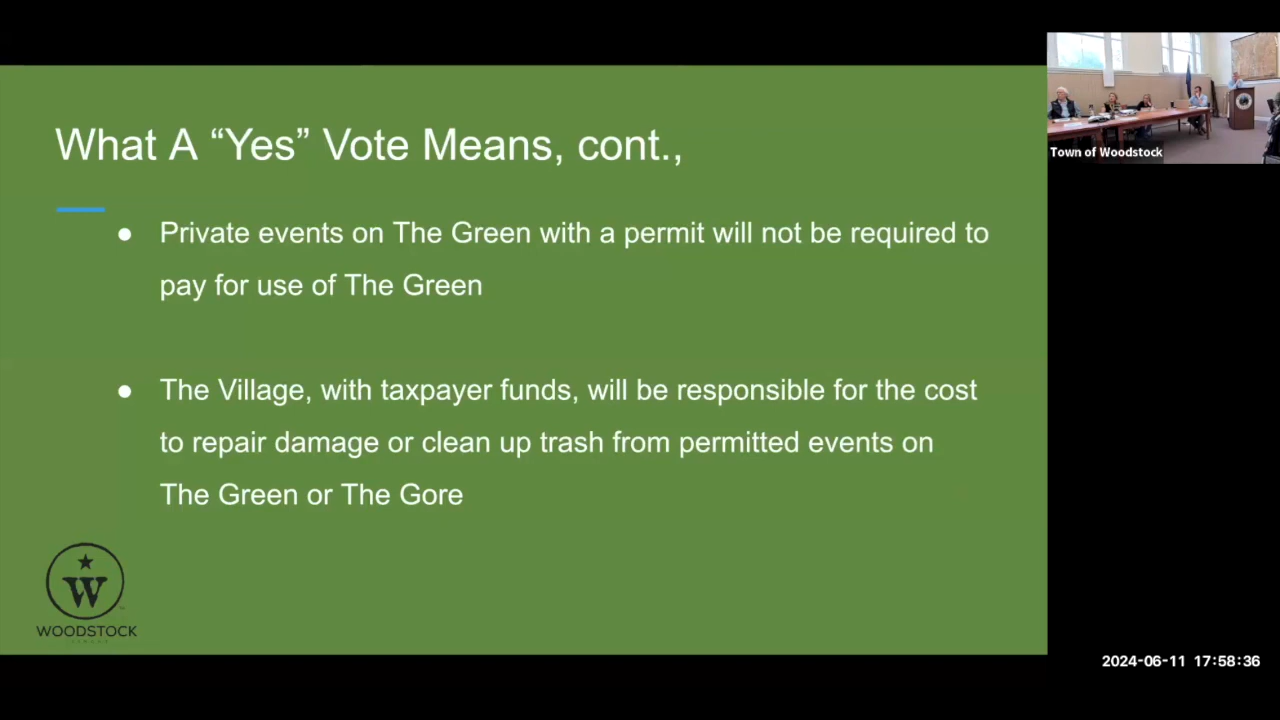 What A “Yes” Vote Means, cont.,
● Private events on The Green with a permit will not be required to
pay for use of The Green
● The Village, with taxpayer funds, will be responsible for the cost
to repair damage or clean up trash from permitted events on
The Green or The Gore
W
WOODSTOCK
Town of Woodstock
2024-06-11 17:58:36